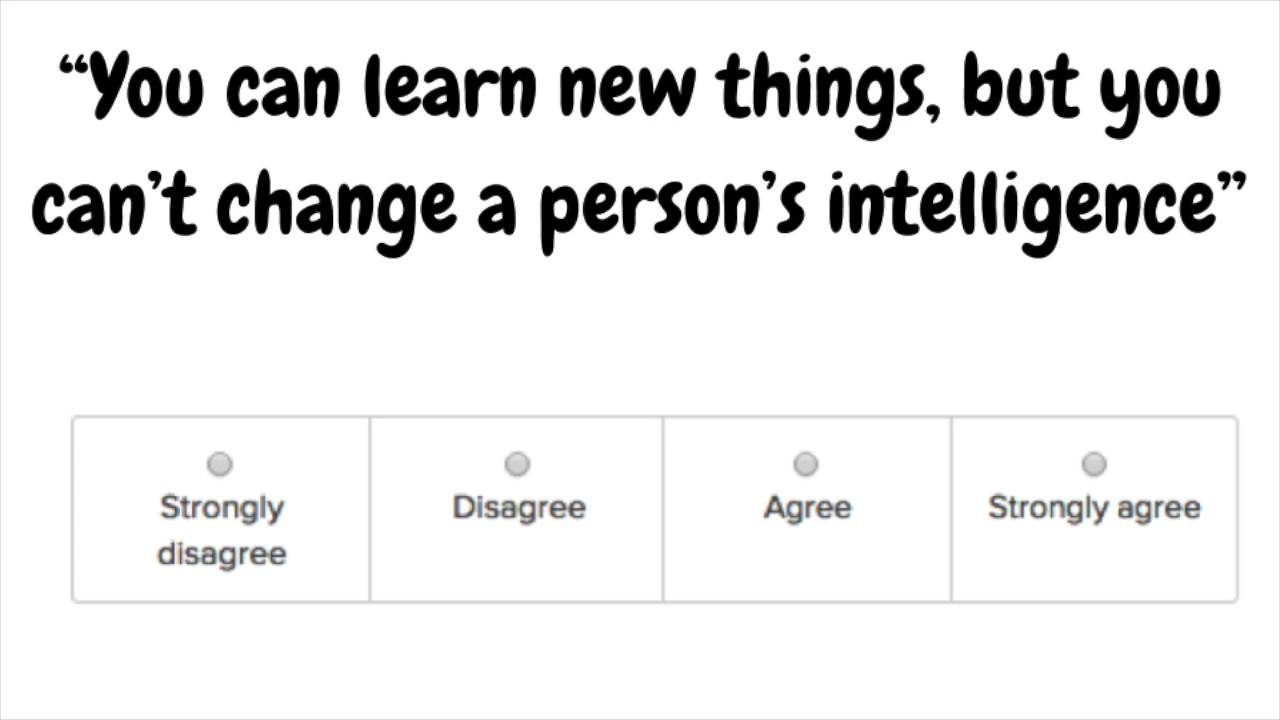 “You can learn new things, but you
can’t change a person’s intelligence”
Strongly
disagree
Disagree
Agree
Strongly agree